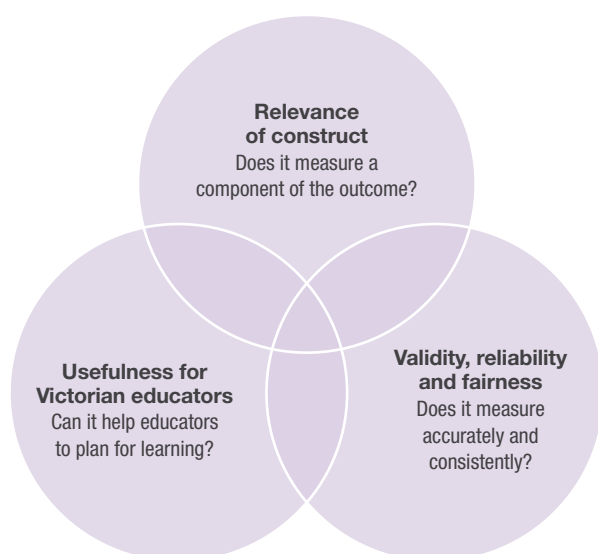 Relevance
of construct
Does it measure a
component of the outcome?
Usefulness for
Victorian educators
Can it help educators
to plan for learning?
Validity, reliability
and fairness
Does it measure
accurately and
consistently?